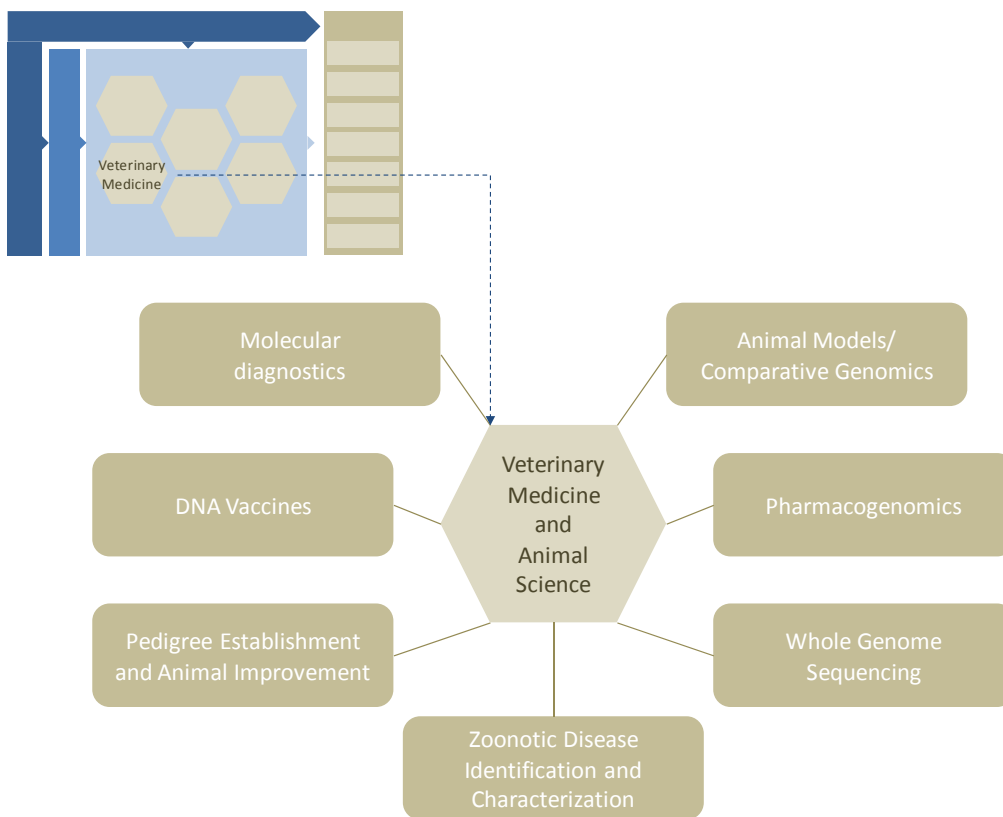 Veterinary
Medicine
Molecular
diagnostics
Animal Models/
Comparative Genomics
Veterinary
Medicine
and
Animal
Science
DNA Vaccines
Pharmacogenomics
Pedigree Establishment
and Animal Improvement
Whole Genome
Sequencing
Zoonotic Disease
Identification and
Characterization